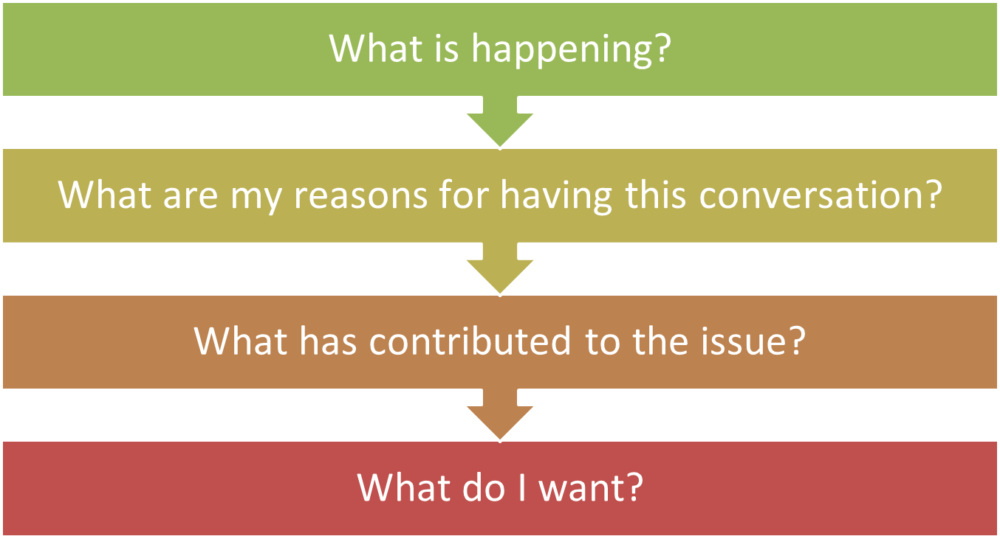 What is happening?
What are my reasons for having this conversation?
What has contributed to the issue?
What do I want?